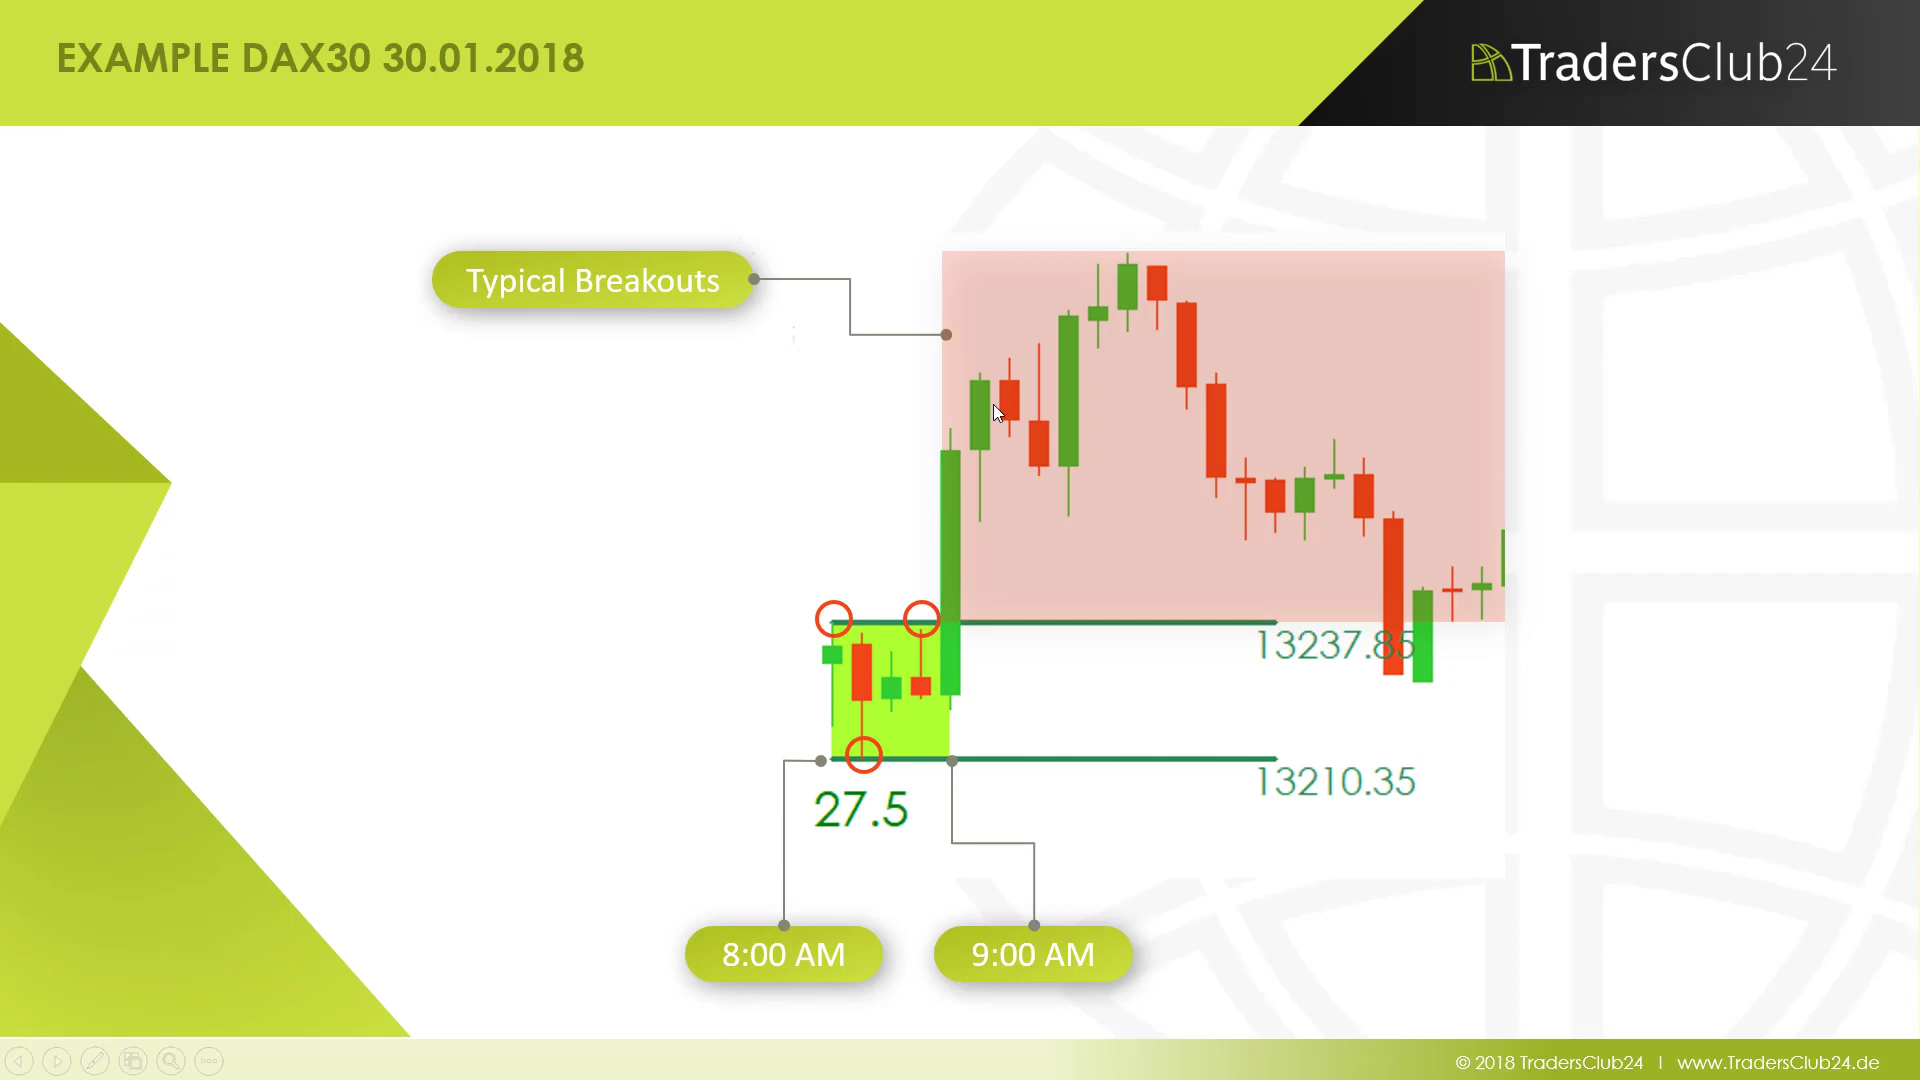 EXAMPLE DAX30 30.01.2018
TradersClub24
Typical Breakouts
13237.85
13210.35
27.5
8:00 AM
9:00 AM
© 2018 TradersClub24 | www.TradersClub24.de